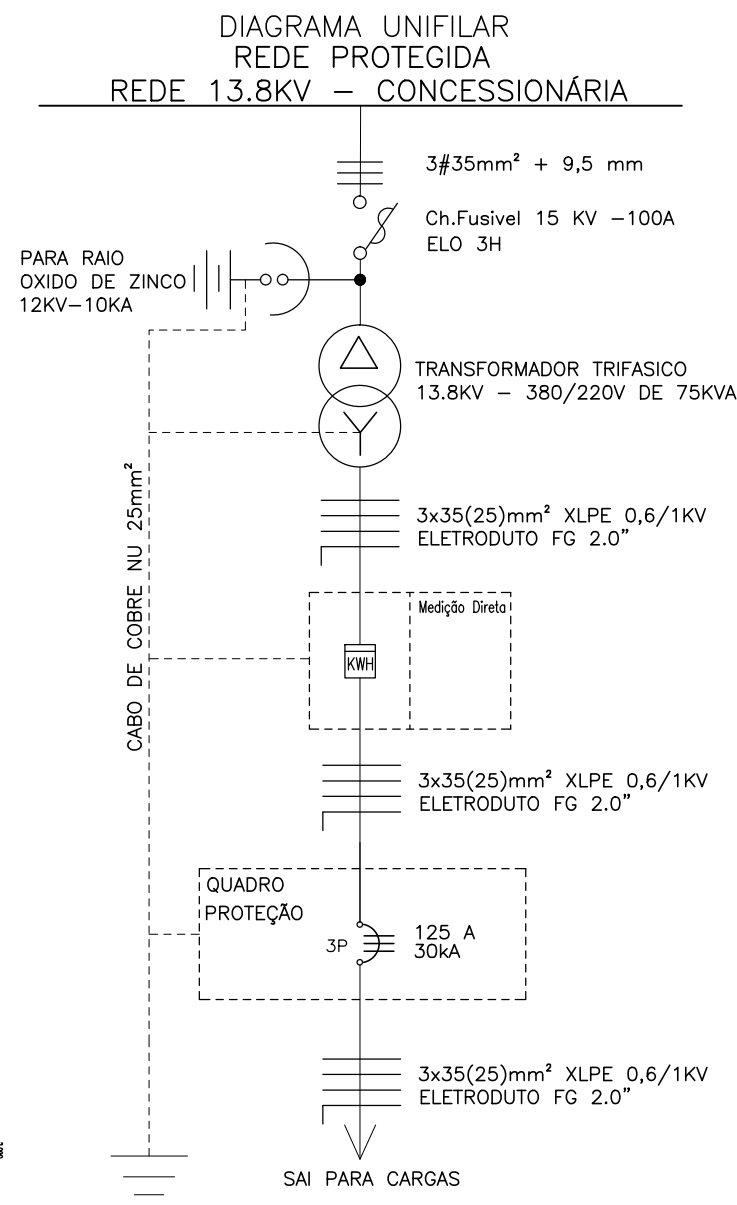 DIAGRAMA UNIFILAR
REDE PROTEGIDA
REDE 13.8KV – CONCESSIONÁRIA
3#35mm² + 9,5 mm
Ch.Fusivel 15 KV –100A
ELO 3H
PARA RAIO
OXIDO DE ZINCO
12KV–10KA
TRANSFORMADOR TRIFASICO
13.8KV – 380/220V DE 75KVA
3x35(25)mm² XLPE 0,6/1KV
ELETRODUTO FG 2.0”
CABO DE COBRE NU 25mm²
Medição Direta
KWH
3x35(25)mm² XLPE 0,6/1KV
ELETRODUTO FG 2.0”
QUADRO
PROTEÇÃO
3P
125 A
30kA
3x35(25)mm² XLPE 0,6/1KV
ELETRODUTO FG 2.0”
SAI PARA CARGAS